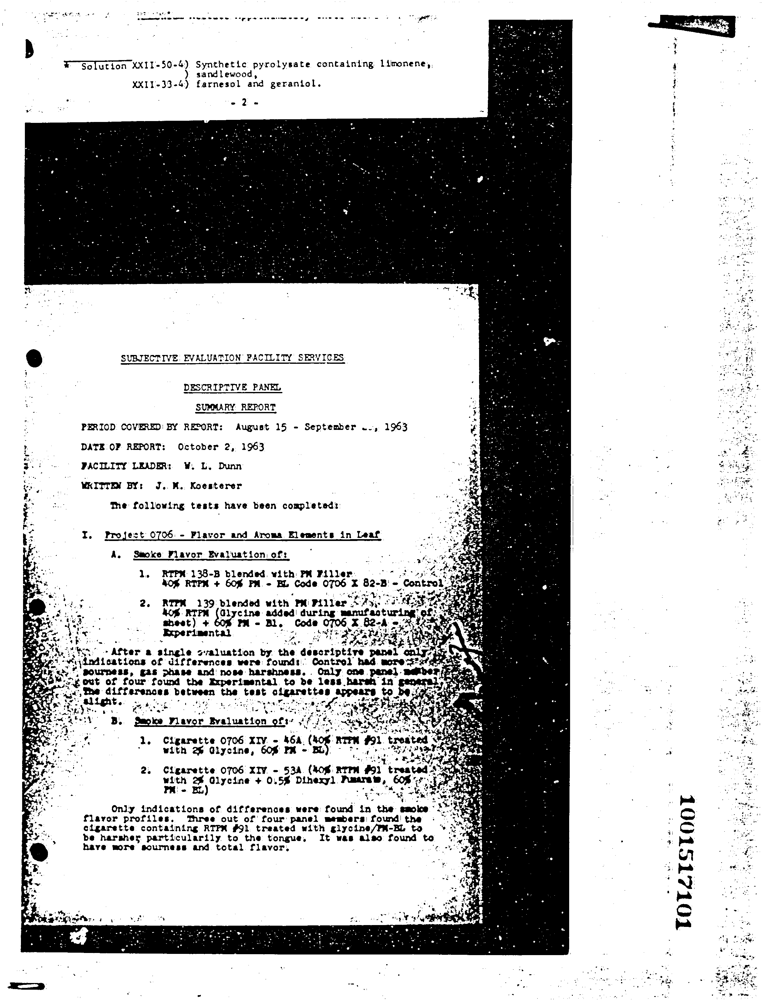 * Solution XXII-50-4) Synthetic pyrolysate containing limonene,
) sandlewood,
XXII-33-4) farnesol and geraniol.
- 2 -
SUBJECTIVE EVALUATION FACILITY SERVICES
DESCRIPTIVE PANEL
SUMMARY REPORT
PERIOD COVERED BY REPORT: August 15 - September , 1963
DATE OF REPORT: October 2, 1963
FACILITY LEADER: W. L. Dunn
WRITTEN BY: J. M. Koesterer
The following tests have been completed:
I. Project 0706 - Flavor and Aroma Elements in Leaf
A. Smoke Flavor Evaluation of:
1. RTPM 138-B blended with PM Filler
40% RTPM + 60% PM - BL Code 0706 X 82-B - Control
2. RTPM 139 blended with PM Filler
40% RTPM (Glycine added during manufacturing of
sheet) + 60% PM - Bl. Code 0706 X 82-A -
Experimental
After a single evaluation by the descriptive panel only
indications of differences were found: Control had more
sourness, gas phase and nose harshness. Only one panel member
out of four found the Experimental to be less harsh in general
The differences between the test cigarettes appears to be
slight.
B. Smoke Flavor Evaluation of:
1. Cigarette 0706 XIV - 46A (40% RTPM #91 treated
with 2% Glycine, 60% PM - BL)
2. Cigarette 0706 XIV - 53A (40% RTPM #91 treated
with 2% Glycine + 0.5% Dihexyl Fumarate, 60%
PM - BL)
Only indications of differences were found in the smoke
flavor profiles. Three out of four panel members found the
cigarette containing RTPM #91 treated with glycine/PM-BL to
be harsher particularily to the tongue. It was also found to
have more sourness and total flavor.
1001517101